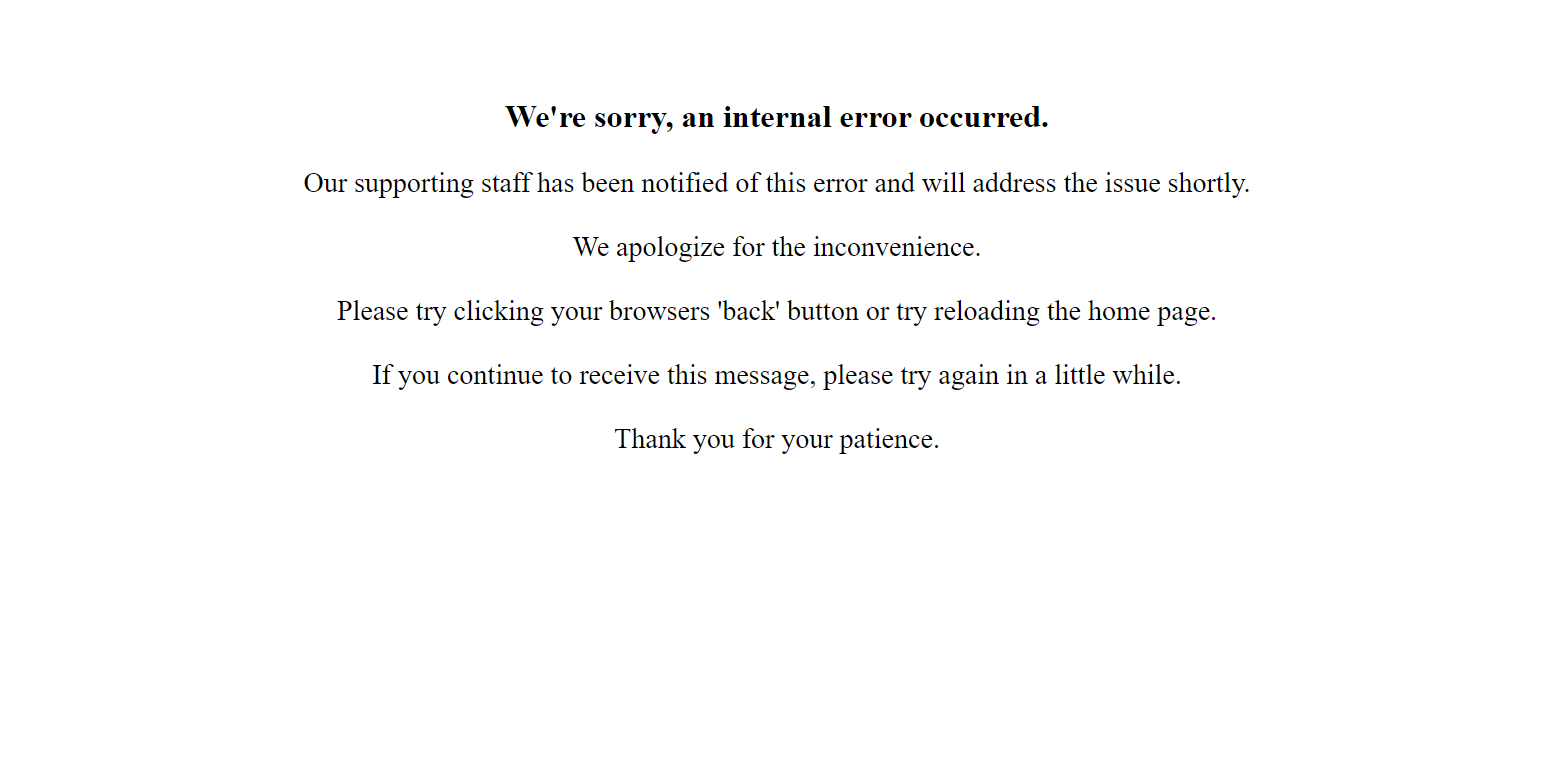 We're sorry, an internal error occurred.
Our supporting staff has been notified of this error and will address the issue shortly.
We apologize for the inconvenience.
Please try clicking your browsers 'back' button or try reloading the home page.
If you continue to receive this message, please try again in a little while.
Thank you for your patience.